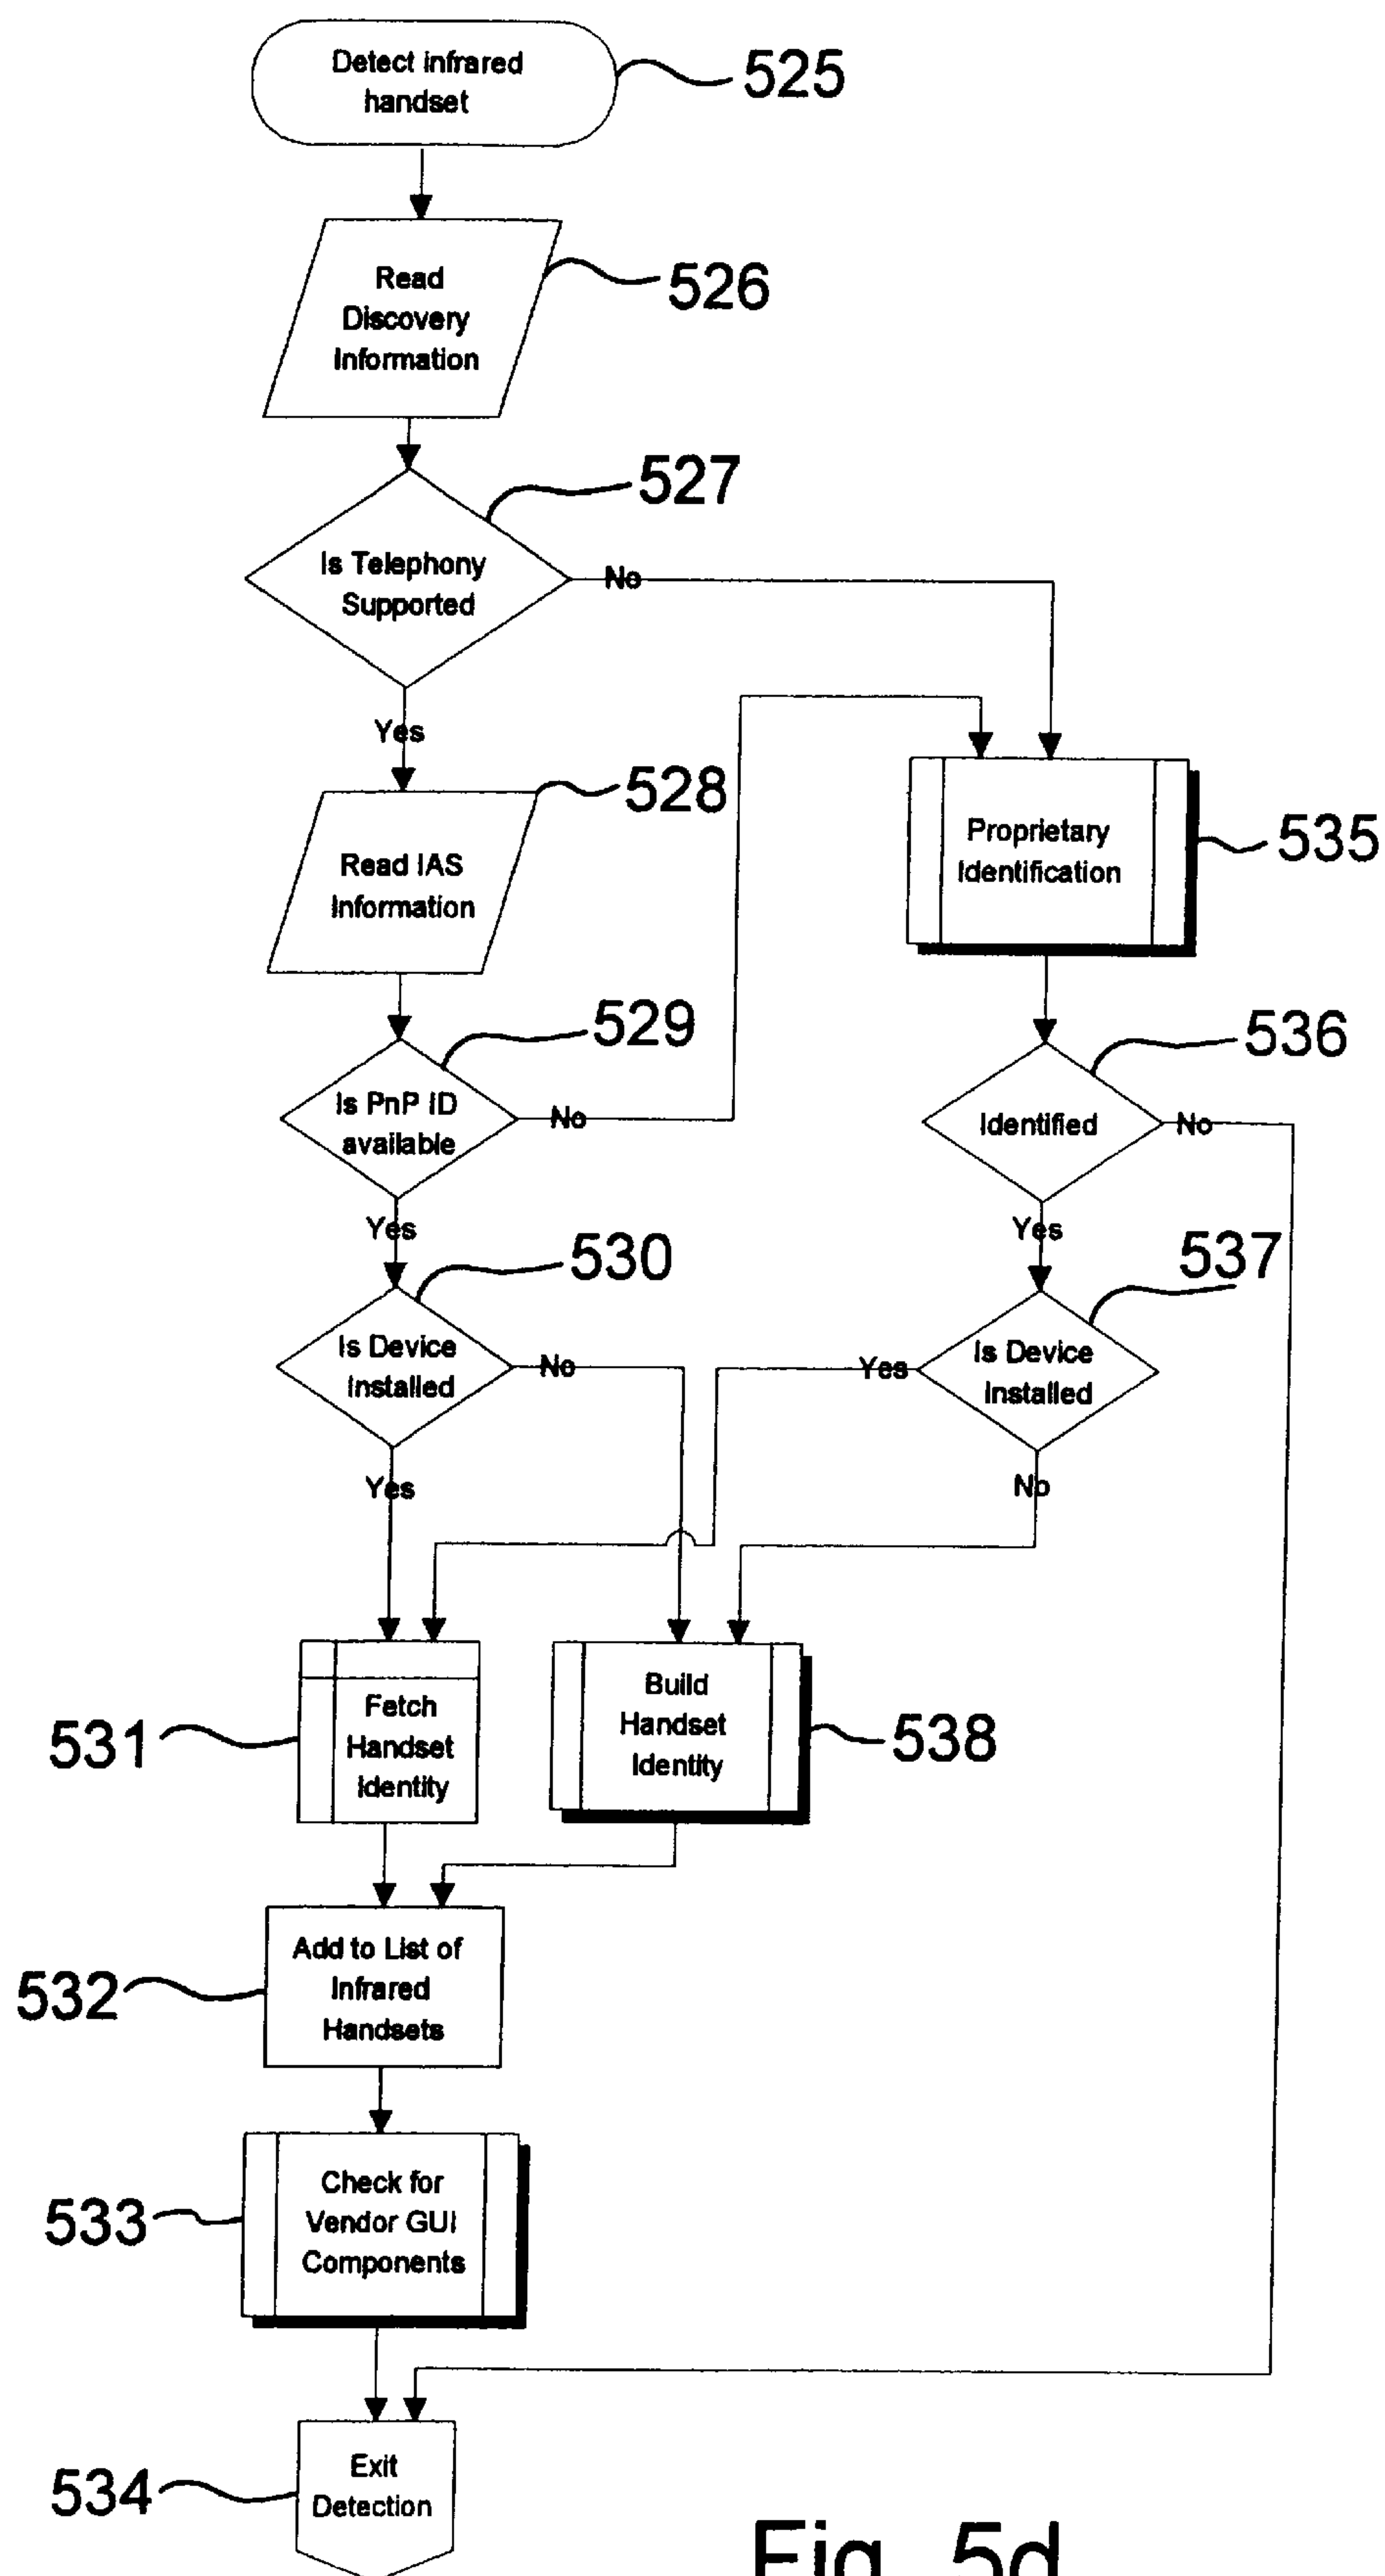 Detect infrared
handset
525
Read
Discovery
Information
526
527
Is Telephony
Supported
No
Yes
528
Read IAS
Information
Proprietary
Identification
535
529
Is PnP ID
available
No
536
Identified
No
Yes
Yes
530
537
Is Device
Installed
No
Yes
Is Device
Installed
Yes
No
531
Fetch
Handset
Identity
Build
Handset
Identity
538
532
Add to List of
Infrared
Handsets
533
Check for
Vendor GUI
Components
534
Exit
Detection
Fig. 5d